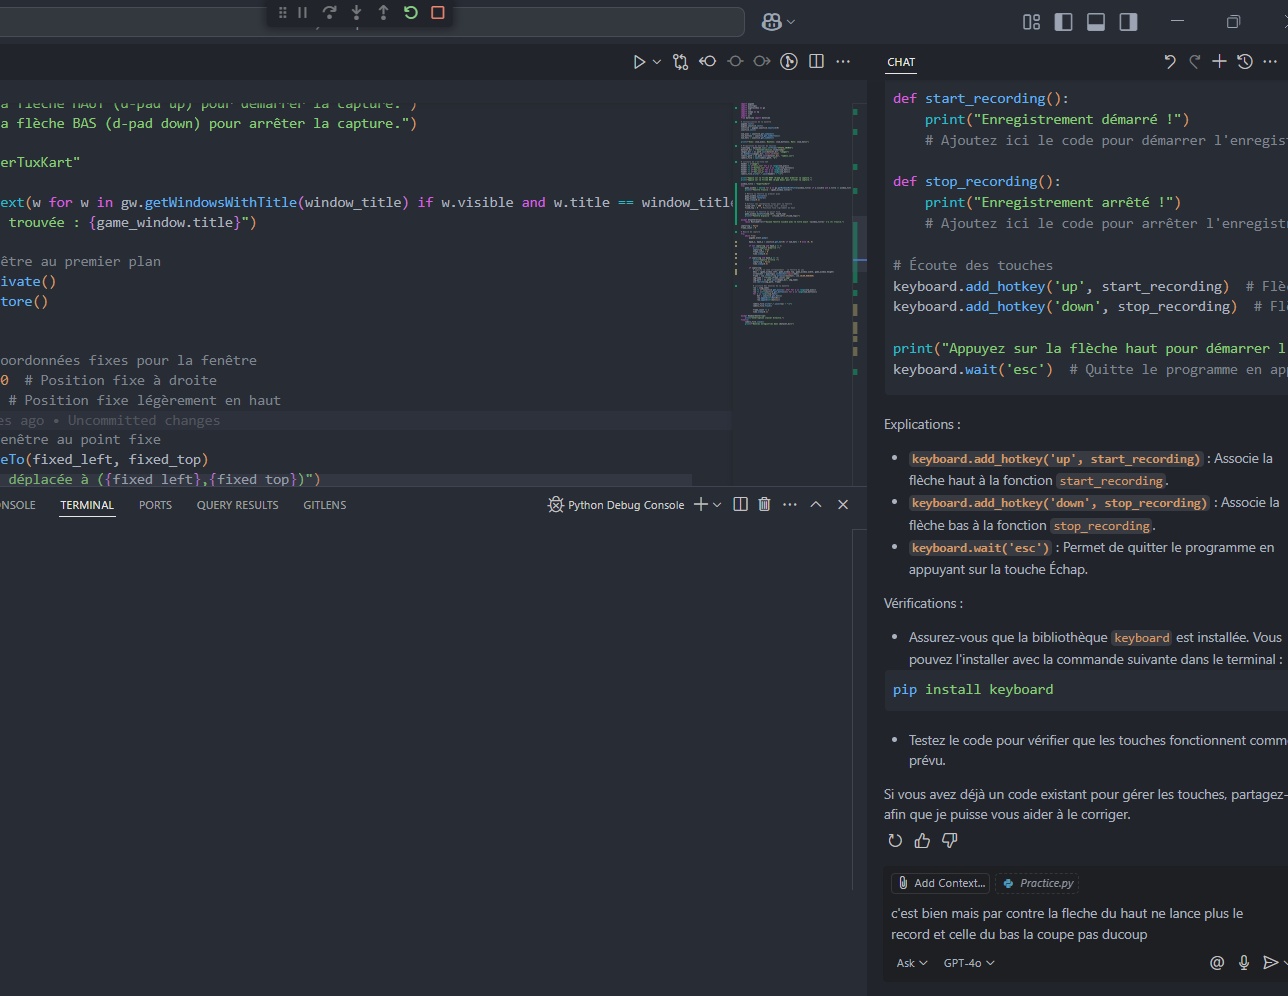 CHAT
a flèche HAUT (d-pad up) pour démarrer la capture.")
a flèche BAS (d-pad down) pour arrêter la capture.")
erTuxKart"
ext(w for w in gw.getWindowsWithTitle(window_title) if w.visible and w.title == window_titl
trouvée : {game_window.title}")
être au premier plan
ivate()
tore()
oordonnées fixes pour la fenêtre
0  # Position fixe à droite
# Position fixe légèrement en haut
es ago • Uncommitted changes
enêtre au point fixe
eTo(fixed_left, fixed_top)
déplacée à ({fixed_left},{fixed_top})")
NSOLE
TERMINAL
PORTS
QUERY RESULTS
GITLENS
Python Debug Console
def start_recording():
print("Enregistrement démarré !")
# Ajoutez ici le code pour démarrer l'enregist
def stop_recording():
print("Enregistrement arrêté !")
# Ajoutez ici le code pour arrêter l'enregistr
# Écoute des touches
keyboard.add_hotkey('up', start_recording)  # Flè
keyboard.add_hotkey('down', stop_recording)  # Fl
print("Appuyez sur la flèche haut pour démarrer l
keyboard.wait('esc')  # Quitte le programme en ap
Explications :
• keyboard.add_hotkey('up', start_recording) : Associe la
flèche haut à la fonction start_recording.
• keyboard.add_hotkey('down', stop_recording) : Associe la
flèche bas à la fonction stop_recording.
• keyboard.wait('esc') : Permet de quitter le programme en
appuyant sur la touche Échap.
Vérifications :
• Assurez-vous que la bibliothèque keyboard est installée. Vous
pouvez l'installer avec la commande suivante dans le terminal :
pip install keyboard
• Testez le code pour vérifier que les touches fonctionnent comm
prévu.
Si vous avez déjà un code existant pour gérer les touches, partagez-
afin que je puisse vous aider à le corriger.
Add Context...
Practice.py
c'est bien mais par contre la fleche du haut ne lance plus le
record et celle du bas la coupe pas ducoup
Ask
GPT-4o